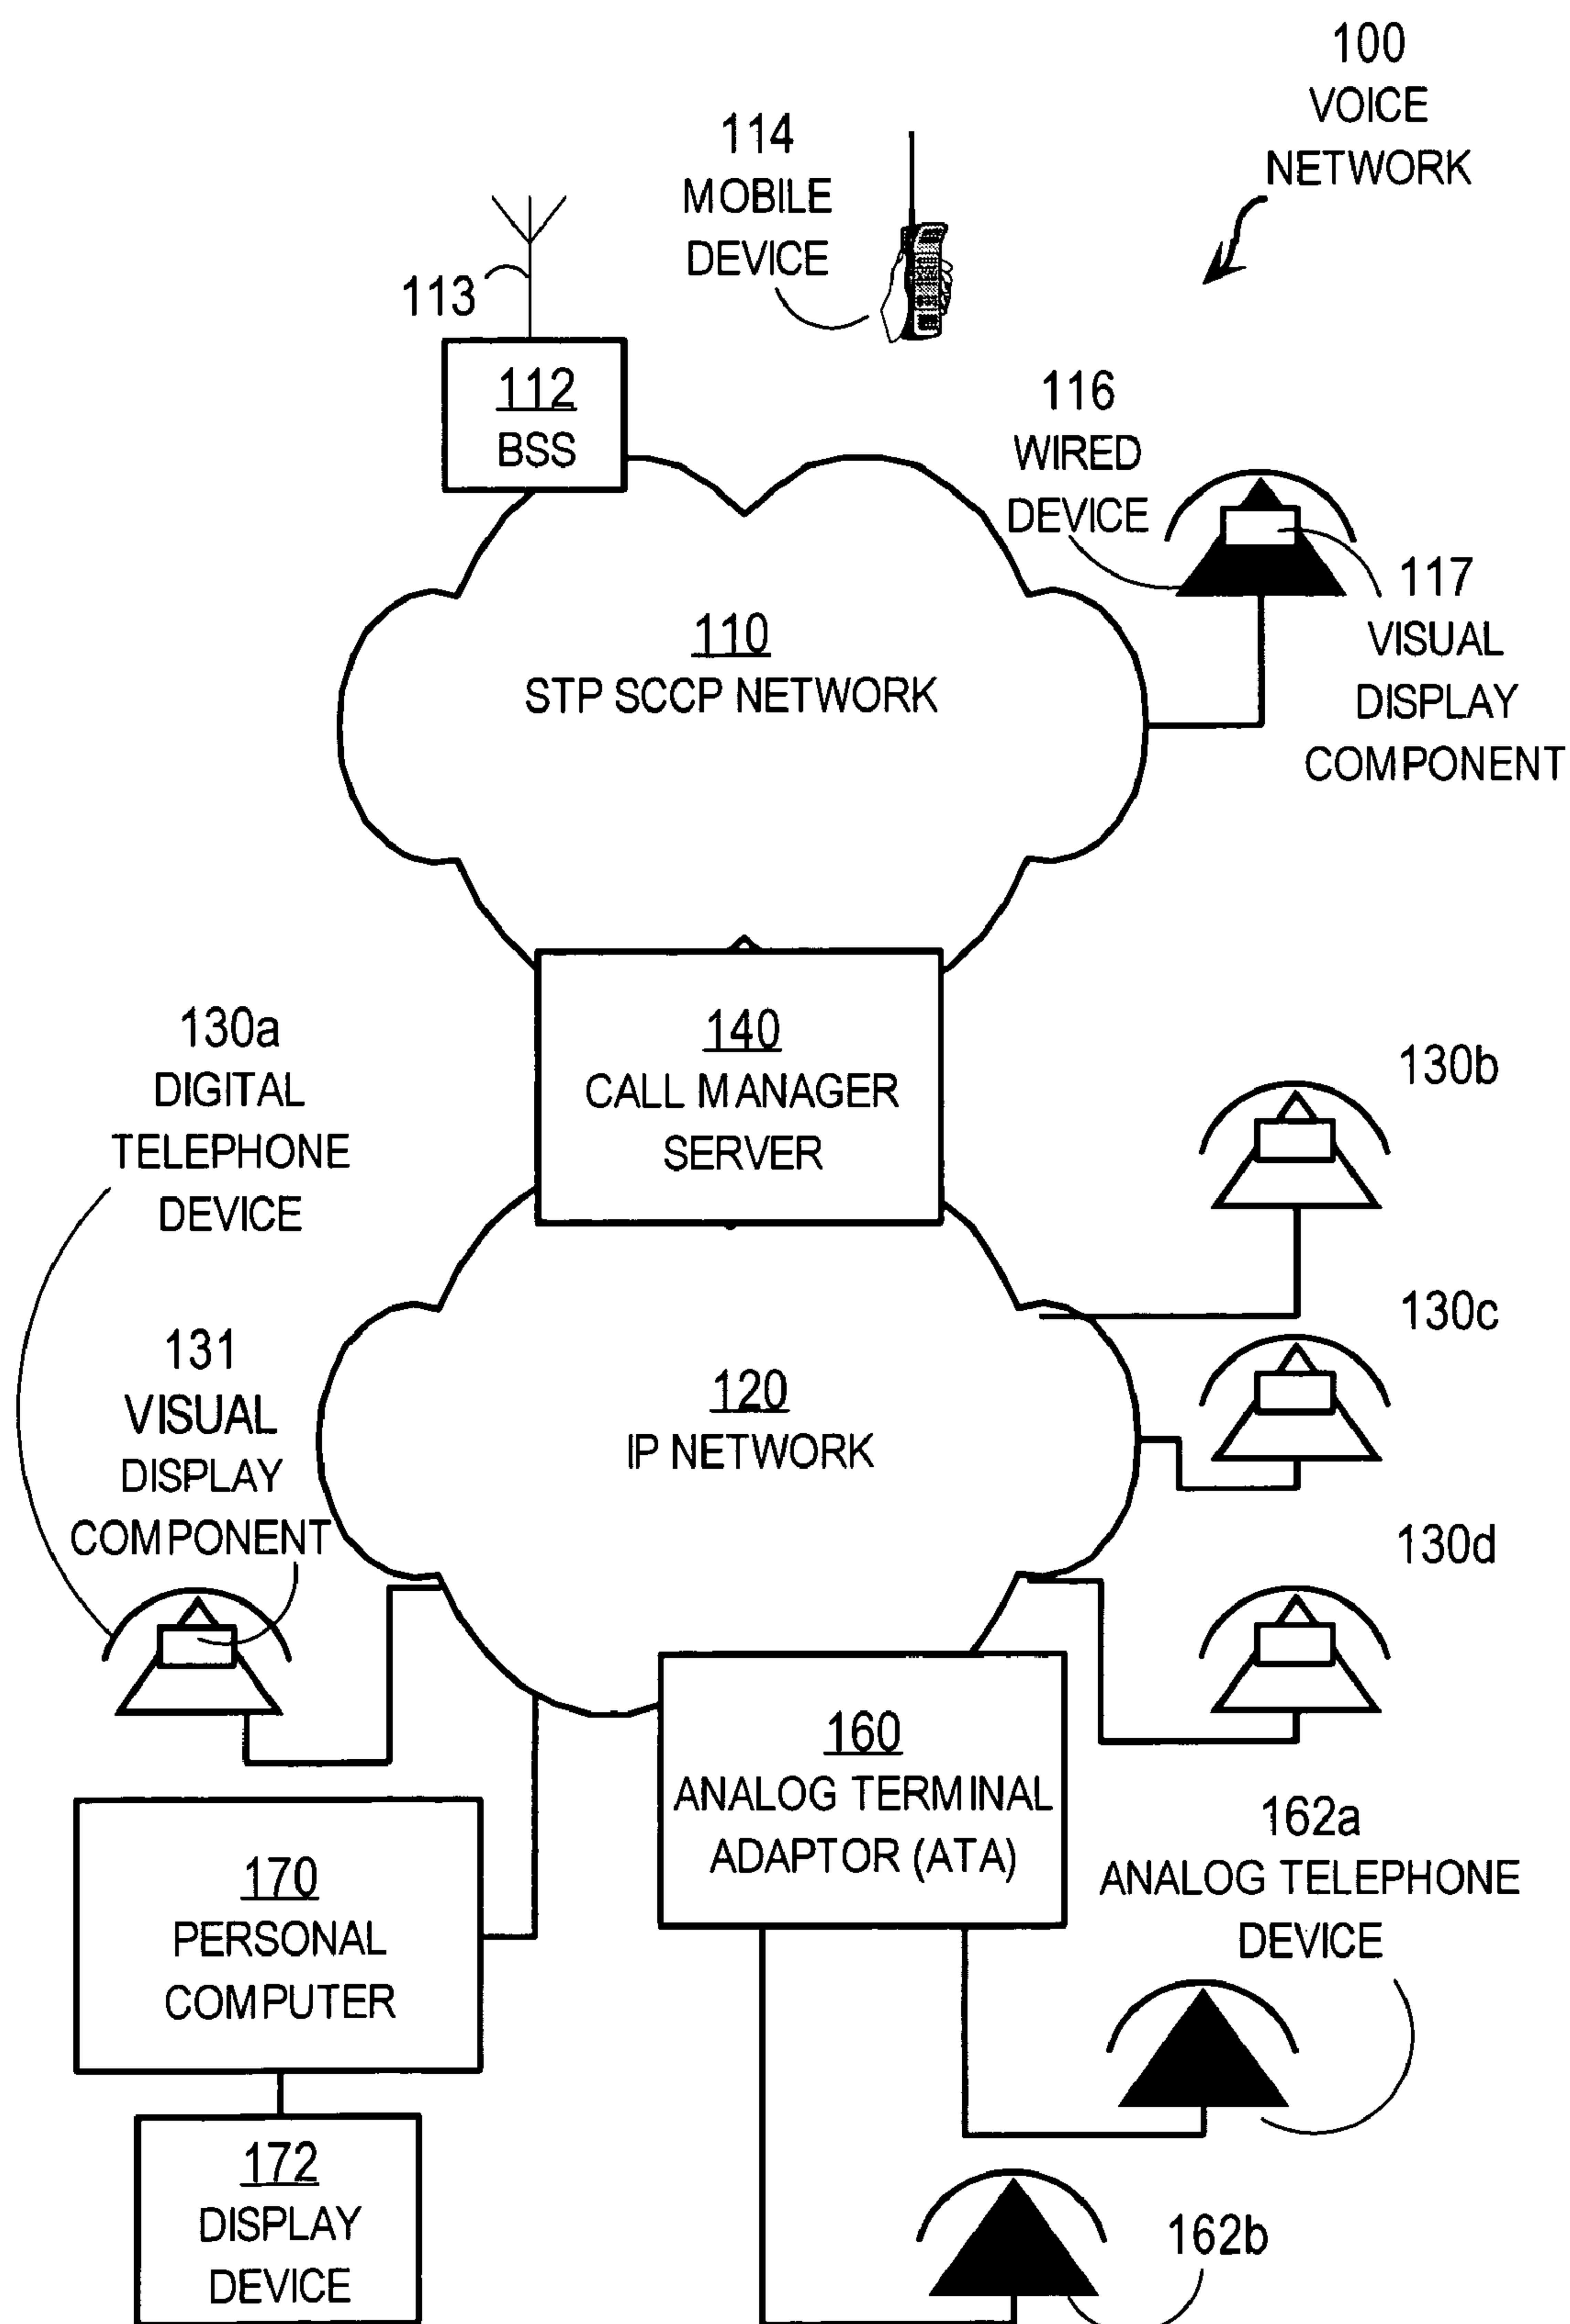 100
VOICE
NETWORK
114
MOBILE
DEVICE
113
112
BSS
116
WIRED
DEVICE
117
VISUAL
DISPLAY
COMPONENT
110
STP SCCP NETWORK
140
CALL MANAGER
SERVER
130a
DIGITAL
TELEPHONE
DEVICE
130b
131
VISUAL
DISPLAY
COMPONENT
120
IP NETWORK
130c
130d
160
ANALOG TERMINAL
ADAPTOR (ATA)
162a
ANALOG TELEPHONE
DEVICE
170
PERSONAL
COMPUTER
172
DISPLAY
DEVICE
162b